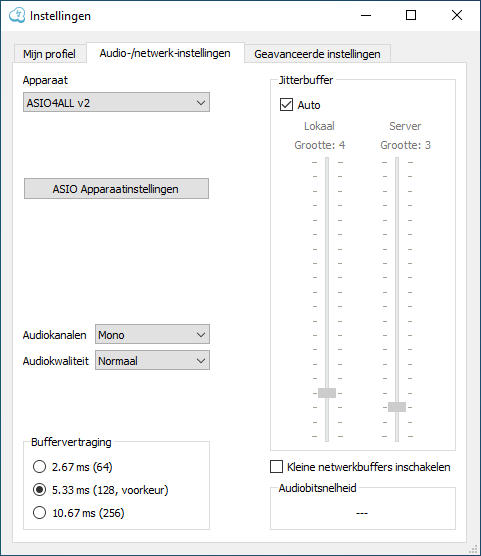 Instellingen
Mijn profiel
Audio-/netwerk-instellingen
Geavanceerde instellingen
Apparaat
ASIO4ALL v2
ASIO Apparaatinstellingen
Audiokanalen
Mono
Audiokwaliteit
Normaal
Buffervertraging
2.67 ms (64)
5.33 ms (128, voorkeur)
10.67 ms (256)
Jitterbuffer
Auto
Lokaal
Server
Grootte: 4
Grootte: 3
Kleine netwerkbuffers inschakelen
Audiobitsnelheid
---